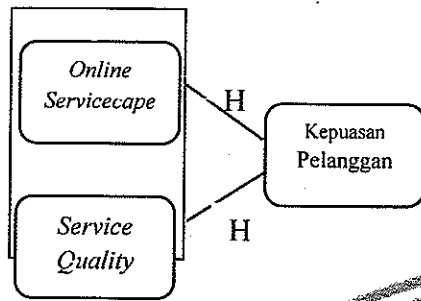 Online
Servicecape
H
Kepuasan
Pelanggan
Service
Quality
H